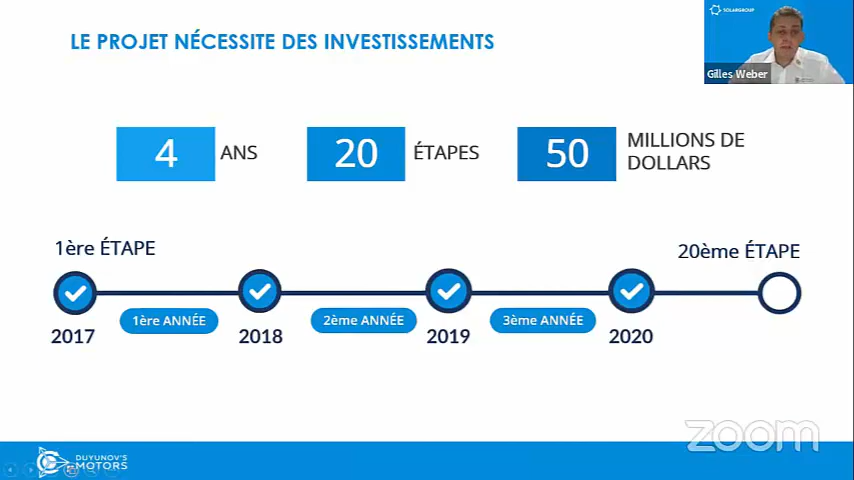 LE PROJET NÉCESSITE DES INVESTISSEMENTS
SOLARGROUP
Gilles Weber
4 ANS
20 ÉTAPES
50 MILLIONS DE
DOLLARS
1ère ÉTAPE
20ème ÉTAPE
1ère ANNÉE
2ème ANNÉE
3ème ANNÉE
2017
2018
2019
2020
zoom
DUYUNOV'S
MOTORS